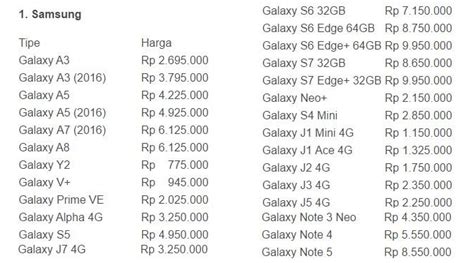 1. Samsung
Tipe Harga
Galaxy A3 Rp 2.695.000
Galaxy A3 (2016) Rp 3.795.000
Galaxy A5 Rp 4.225.000
Galaxy A5 (2016) Rp 4.925.000
Galaxy A7 (2016) Rp 6.125.000
Galaxy A8 Rp 6.125.000
Galaxy Y2 Rp 775.000
Galaxy V+ Rp 945.000
Galaxy Prime VE Rp 2.025.000
Galaxy Alpha 4G Rp 3.250.000
Galaxy S5 Rp 4.950.000
Galaxy J7 4G Rp 3.250.000
Galaxy S6 32GB Rp 7.150.000
Galaxy S6 Edge 64GB Rp 8.750.000
Galaxy S6 Edge+ 64GB Rp 9.950.000
Galaxy S7 32GB Rp 8.650.000
Galaxy S7 Edge+ 32GB Rp 9.950.000
Galaxy Neo+ Rp 2.150.000
Galaxy S4 Mini Rp 2.850.000
Galaxy J1 Mini 4G Rp 1.150.000
Galaxy J1 Ace 4G Rp 1.325.000
Galaxy J2 4G Rp 1.750.000
Galaxy J3 4G Rp 2.350.000
Galaxy J5 4G Rp 2.250.000
Galaxy Note 3 Neo Rp 4.350.000
Galaxy Note 4 Rp 5.550.000
Galaxy Note 5 Rp 8.550.000